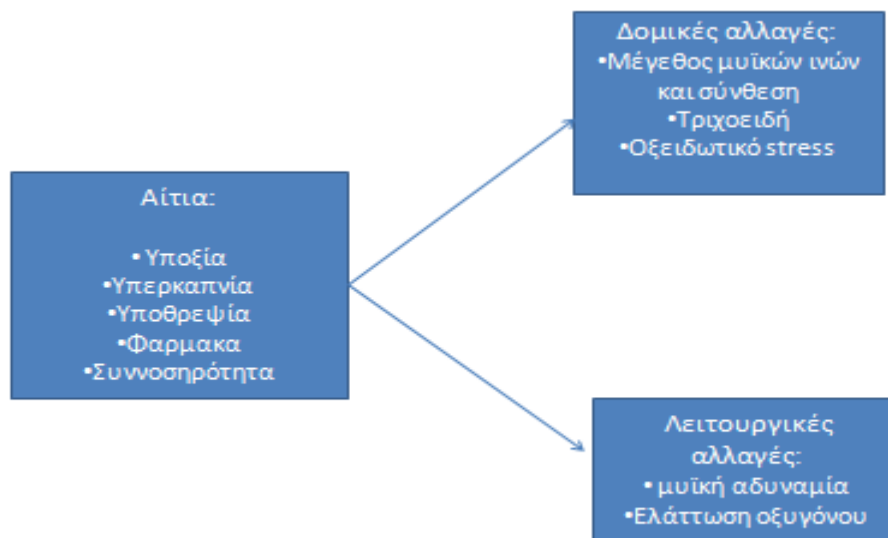 Αίτια:
• Υποξία
•Υπερκαπνία
•Υποθρεψία
•Φαρμακα
•Συννοσηρότητα
Δομικές αλλαγές:
•Μέγεθος μυϊκών ινών
και σύνθεση
•Τριχοειδή
•Οξειδωτικό stress
Λειτουργικές
αλλαγές:
• μυϊκή αδυναμία
•Ελάττωση οξυγόνου